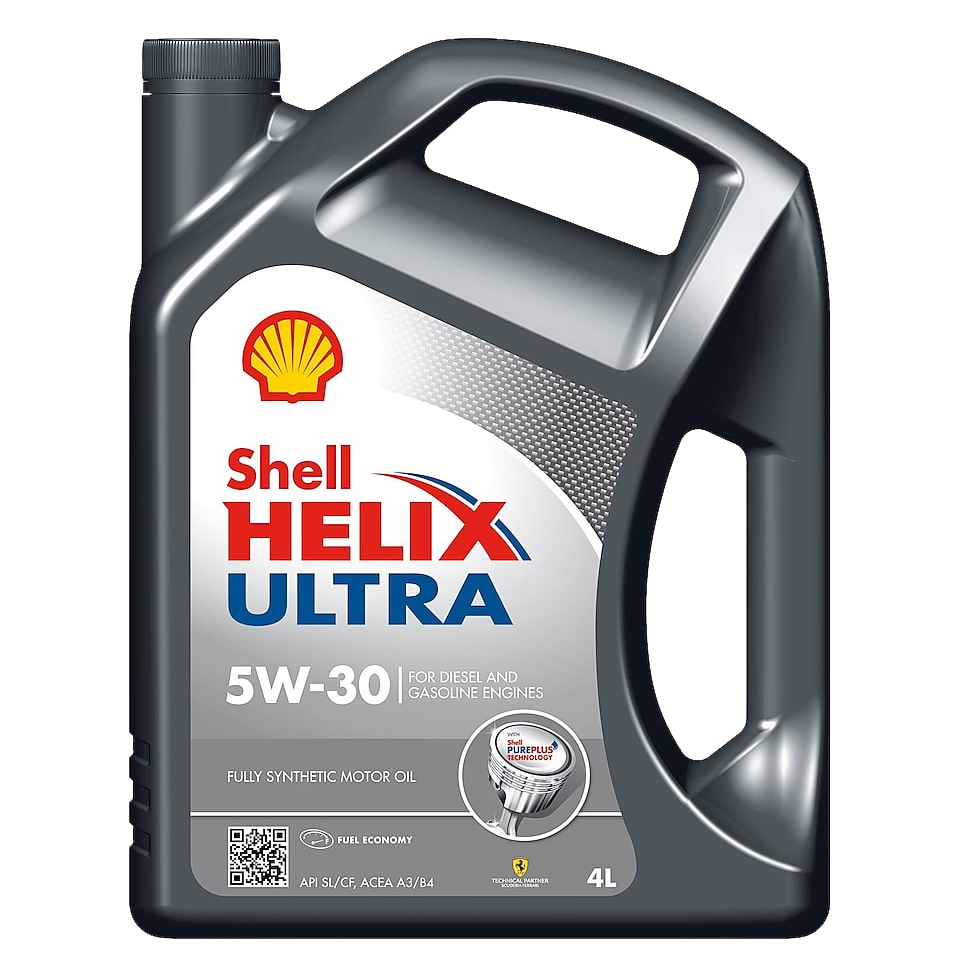 Shell
HELIX
ULTRA
5W-30
FOR DIESEL AND
GASOLINE ENGINES
WITH
Shell
PUREPLUS
TECHNOLOGY
FULLY SYNTHETIC MOTOR OIL
FUEL ECONOMY
API SL/CF, ACEA A3/B4
TECHNICAL PARTNER
SCUDERIA FERRARI
4L